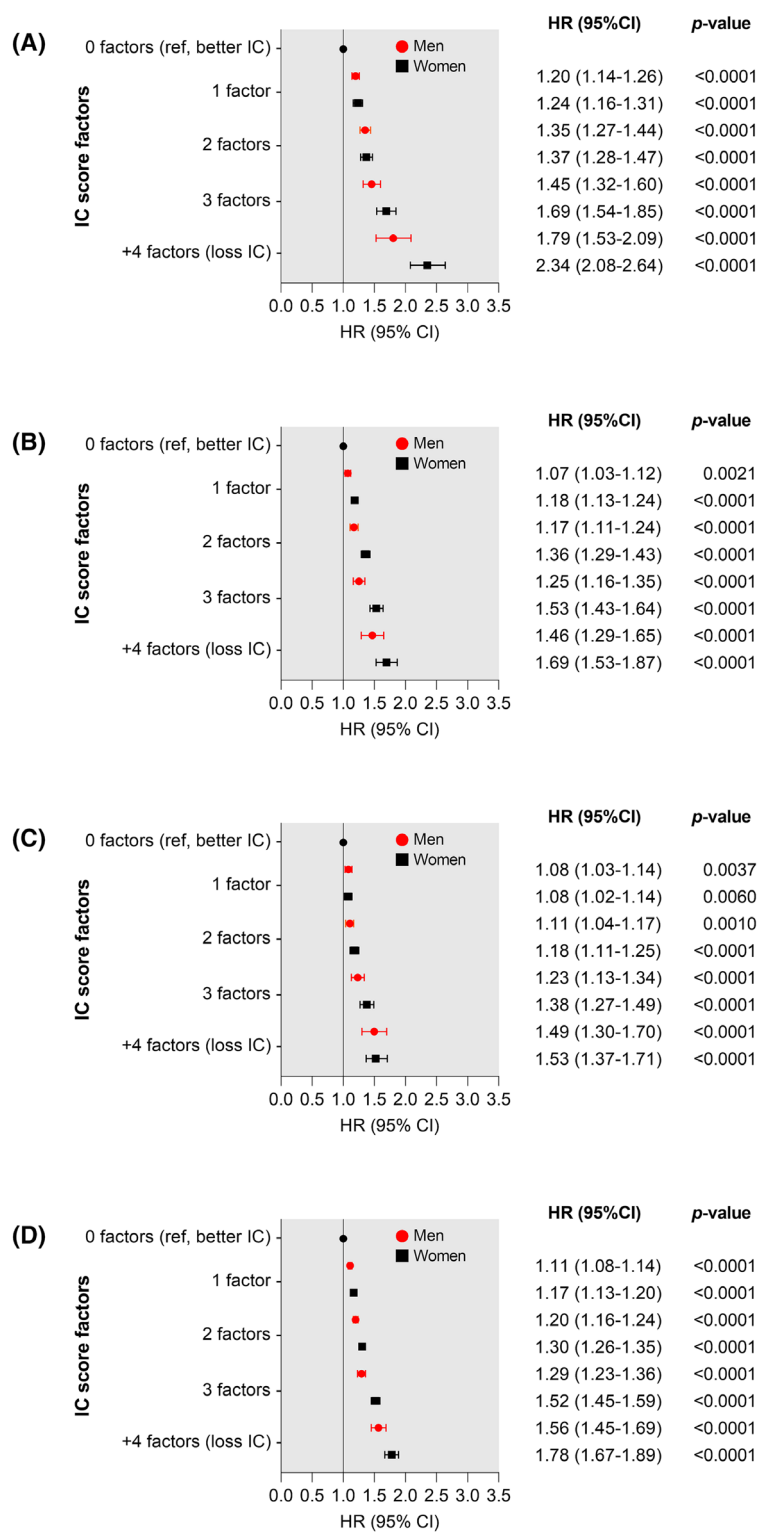 HR (95%CI) p-value
(A)
0 factors (ref, better IC)
Men
Women
1.20 (1.14-1.26) <0.0001
1 factor
1.24 (1.16-1.31) <0.0001
1.35 (1.27-1.44) <0.0001
2 factors
1.37 (1.28-1.47) <0.0001
1.45 (1.32-1.60) <0.0001
3 factors
1.69 (1.54-1.85) <0.0001
1.79 (1.53-2.09) <0.0001
+4 factors (loss IC)
2.34 (2.08-2.64) <0.0001
IC score factors
0.0 0.5 1.0 1.5 2.0 2.5 3.0 3.5
HR (95% CI)
HR (95%CI) p-value
(B)
0 factors (ref, better IC)
Men
Women
1.07 (1.03-1.12) 0.0021
1 factor
1.18 (1.13-1.24) <0.0001
1.17 (1.11-1.24) <0.0001
2 factors
1.36 (1.29-1.43) <0.0001
1.25 (1.16-1.35) <0.0001
3 factors
1.53 (1.43-1.64) <0.0001
1.46 (1.29-1.65) <0.0001
+4 factors (loss IC)
1.69 (1.53-1.87) <0.0001
IC score factors
0.0 0.5 1.0 1.5 2.0 2.5 3.0 3.5
HR (95% CI)
HR (95%CI) p-value
(C)
0 factors (ref, better IC)
Men
Women
1.08 (1.03-1.14) 0.0037
1 factor
1.08 (1.02-1.14) 0.0060
1.11 (1.04-1.17) 0.0010
2 factors
1.18 (1.11-1.25) <0.0001
1.23 (1.13-1.34) <0.0001
3 factors
1.38 (1.27-1.49) <0.0001
1.49 (1.30-1.70) <0.0001
+4 factors (loss IC)
1.53 (1.37-1.71) <0.0001
IC score factors
0.0 0.5 1.0 1.5 2.0 2.5 3.0 3.5
HR (95% CI)
HR (95%CI) p-value
(D)
0 factors (ref, better IC)
Men
Women
1.11 (1.08-1.14) <0.0001
1 factor
1.17 (1.13-1.20) <0.0001
1.20 (1.16-1.24) <0.0001
2 factors
1.30 (1.26-1.35) <0.0001
1.29 (1.23-1.36) <0.0001
3 factors
1.52 (1.45-1.59) <0.0001
1.56 (1.45-1.69) <0.0001
+4 factors (loss IC)
1.78 (1.67-1.89) <0.0001
IC score factors
0.0 0.5 1.0 1.5 2.0 2.5 3.0 3.5
HR (95% CI)